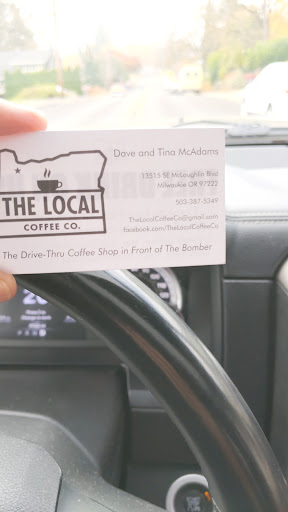 Dave and Tina McAdams
13515 SE McLoughlin Blvd
Milwaukie OR 97222
503-387-5349
THE LOCAL
COFFEE CO.
TheLocalCoffeeCo@gmail.com
facebook.com/TheLocalCoffeeCo
The Drive-Thru Coffee Shop in Front of The Bomber